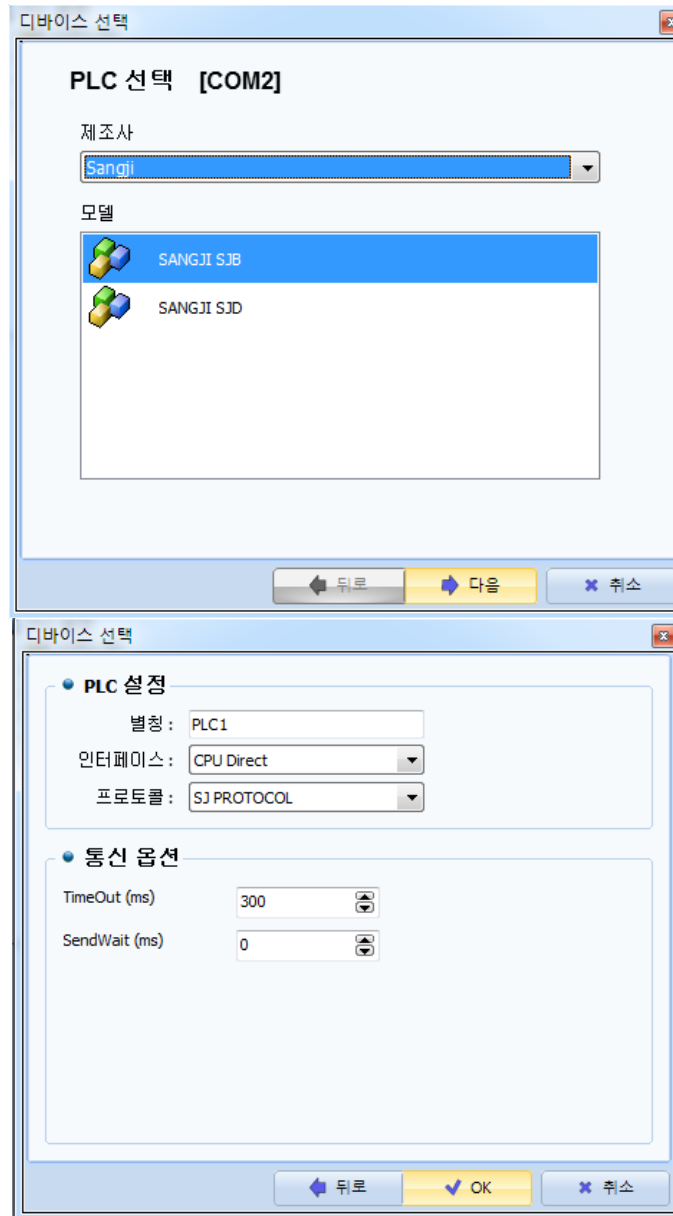 디바이스 선택
PLC 선택 [COM2]
제조사
Sangji
모델
SANGJI SJB
SANGJI SJD
뒤로 다음 취소
디바이스 선택
PLC 설정
별칭 : PLC1
인터페이스 : CPU Direct
프로토콜 : SJ PROTOCOL
통신 옵션
TimeOut (ms) 300
SendWait (ms) 0
뒤로 OK 취소